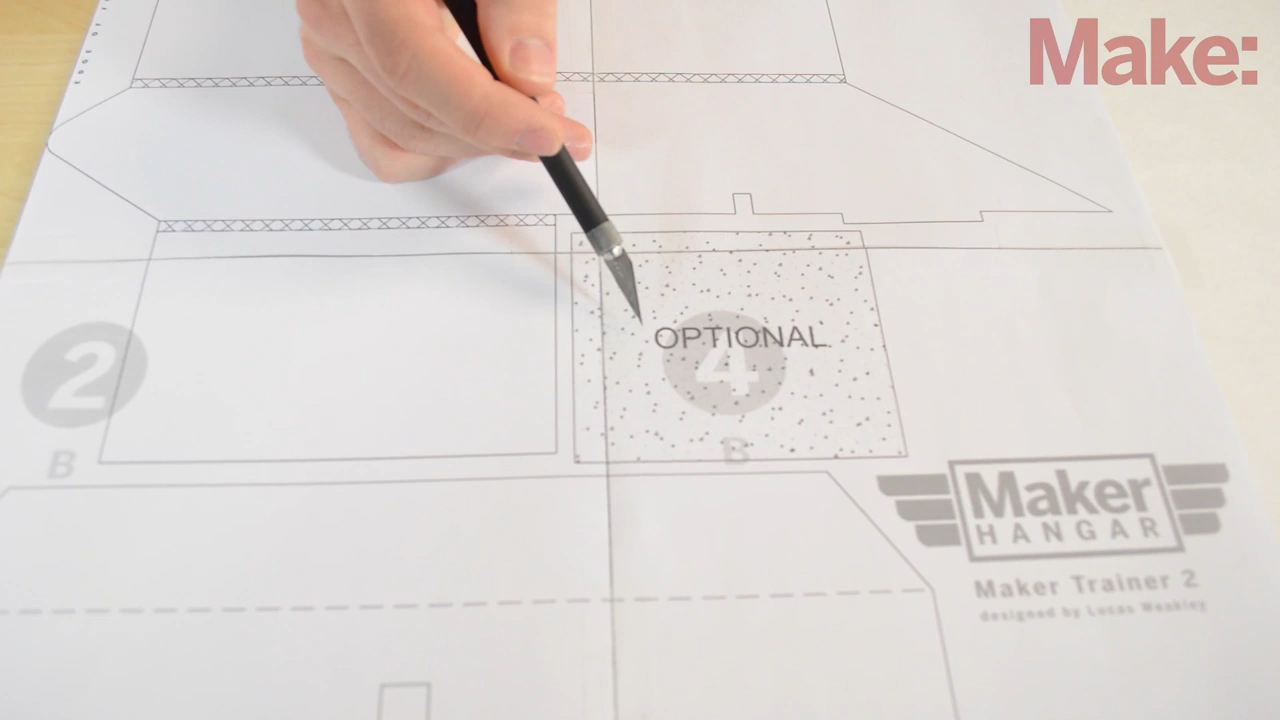 Make:
OPTIONAL
2
4
B
B
Maker
HANGAR
Maker Trainer 2
designed by Lucas Weakley